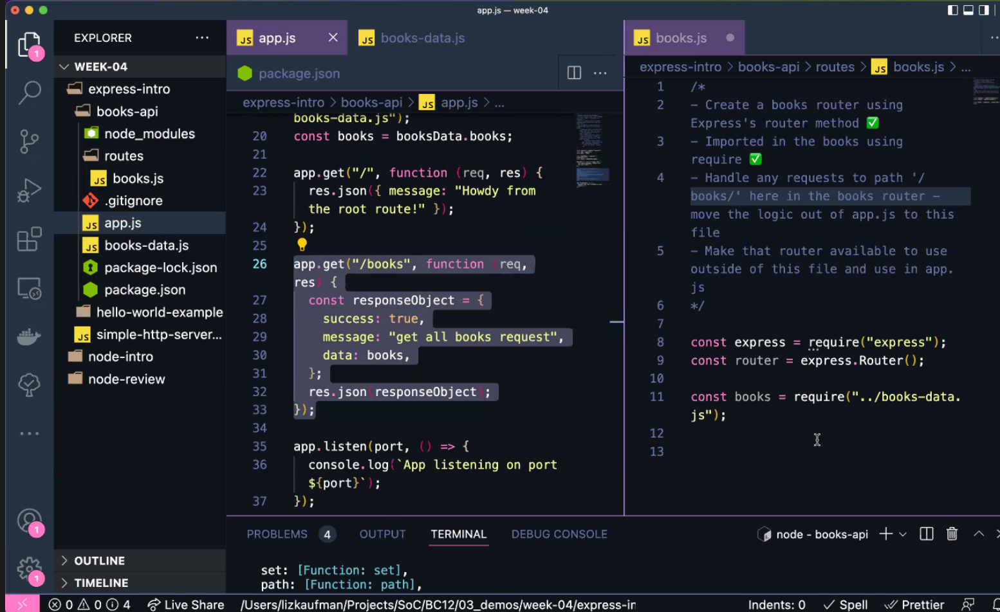 app.js — week-04
EXPLORER
WEEK-04
express-intro
books-api
node_modules
routes
books.js
.gitignore
app.js
books-data.js
package-lock.json
package.json
hello-world-example
simple-http-server...
node-intro
node-review
OUTLINE
TIMELINE
1
1
1
JS app.js
JS books-data.js
package.json
express-intro > books-api > JS app.js > ...
books-data.js");
20 const books = booksData.books;
21
22 app.get("/", function (req, res) {
23 res.json({ message: "Howdy from
the root route!" });
24 });
25
26 app.get("/books", function (req,
res) {
27 const responseObject = {
28 success: true,
29 message: "get all books request",
30 data: books,
31 };
32 res.json(responseObject);
33 });
34
35 app.listen(port, () => {
36 console.log(`App listening on port
${port}`);
37 });
JS books.js
express-intro > books-api > routes > JS books.js > ...
1 /*
2 - Create a books router using
Express's router method ✅
3 - Imported in the books using
require ✅
4 - Handle any requests to path '/
books/' here in the books router -
move the logic out of app.js to this
file
5 - Make that router available to use
outside of this file and use in app.
js
6 */
7
8 const express = require("express");
9 const router = express.Router();
10
11 const books = require("../books-data.
js");
12
13
PROBLEMS 4 OUTPUT TERMINAL DEBUG CONSOLE
node - books-api
set: [Function: set],
path: [Function: path],
0 0 4 Live Share /Users/lizkaufman/Projects/SoC/BC12/03_demos/week-04/express-in Indents: 0 Spell Prettier